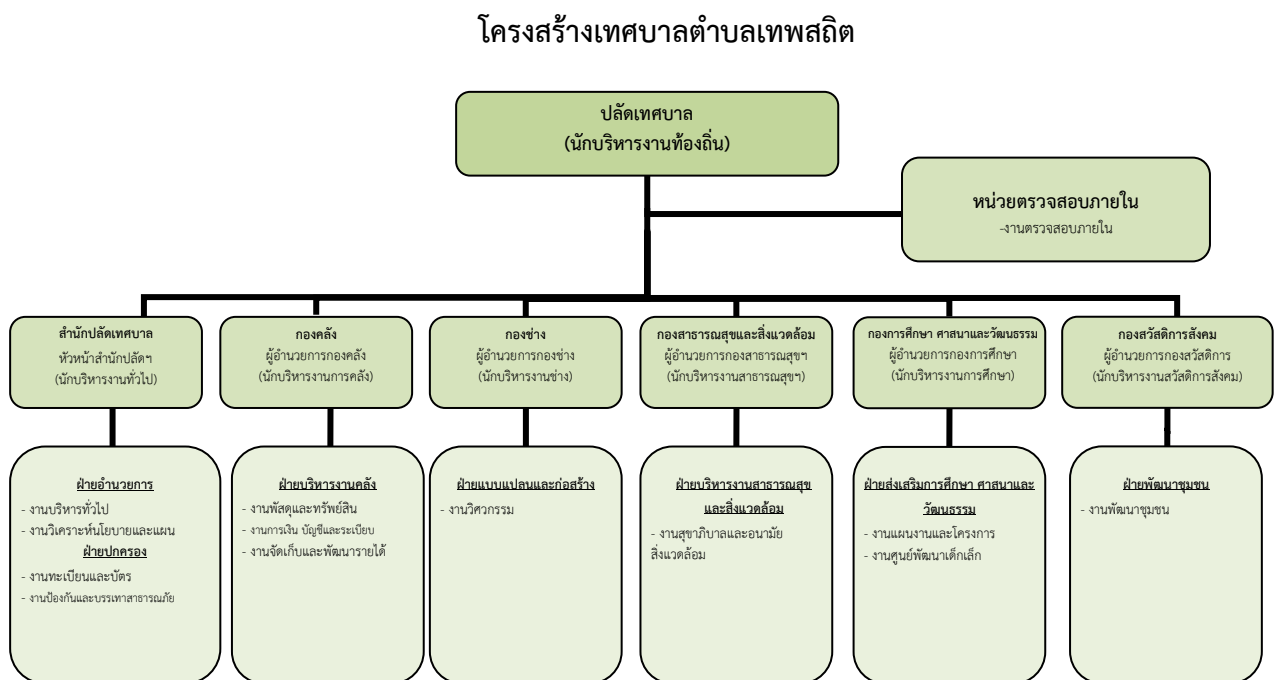 โครงสร้างเทศบาลตำบลเทพสถิต
ปลัดเทศบาล
(นักบริหารงานท้องถิ่น)
หน่วยตรวจสอบภายใน
-งานตรวจสอบภายใน
สำนักปลัดเทศบาล
หัวหน้าสำนักปลัดฯ
(นักบริหารงานทั่วไป)
กองคลัง
ผู้อำนวยการกองคลัง
(นักบริหารงานการคลัง)
กองช่าง
ผู้อำนวยการกองช่าง
(นักบริหารงานช่าง)
กองสาธารณสุขและสิ่งแวดล้อม
ผู้อำนวยการกองสาธารณสุขฯ
(นักบริหารงานสาธารณสุขฯ)
กองการศึกษา ศาสนาและวัฒนธรรม
ผู้อำนวยการกองการศึกษา
(นักบริหารงานการศึกษา)
กองสวัสดิการสังคม
ผู้อำนวยการกองสวัสดิการ
(นักบริหารงานสวัสดิการสังคม)
ฝ่ายอำนวยการ
- งานบริหารทั่วไป
- งานวิเคราะห์นโยบายและแผน
ฝ่ายปกครอง
- งานทะเบียนและบัตร
- งานป้องกันและบรรเทาสาธารณภัย
ฝ่ายบริหารงานคลัง
- งานพัสดุและทรัพย์สิน
- งานการเงิน บัญชีและระเบียบ
- งานจัดเก็บและพัฒนารายได้
ฝ่ายแบบแปลนและก่อสร้าง
- งานวิศวกรรม
ฝ่ายบริหารงานสาธารณสุข
และสิ่งแวดล้อม
- งานสุขาภิบาลและอนามัย
สิ่งแวดล้อม
ฝ่ายส่งเสริมการศึกษา ศาสนาและ
วัฒนธรรม
- งานแผนงานและโครงการ
- งานศูนย์พัฒนาเด็กเล็ก
ฝ่ายพัฒนาชุมชน
- งานพัฒนาชุมชน